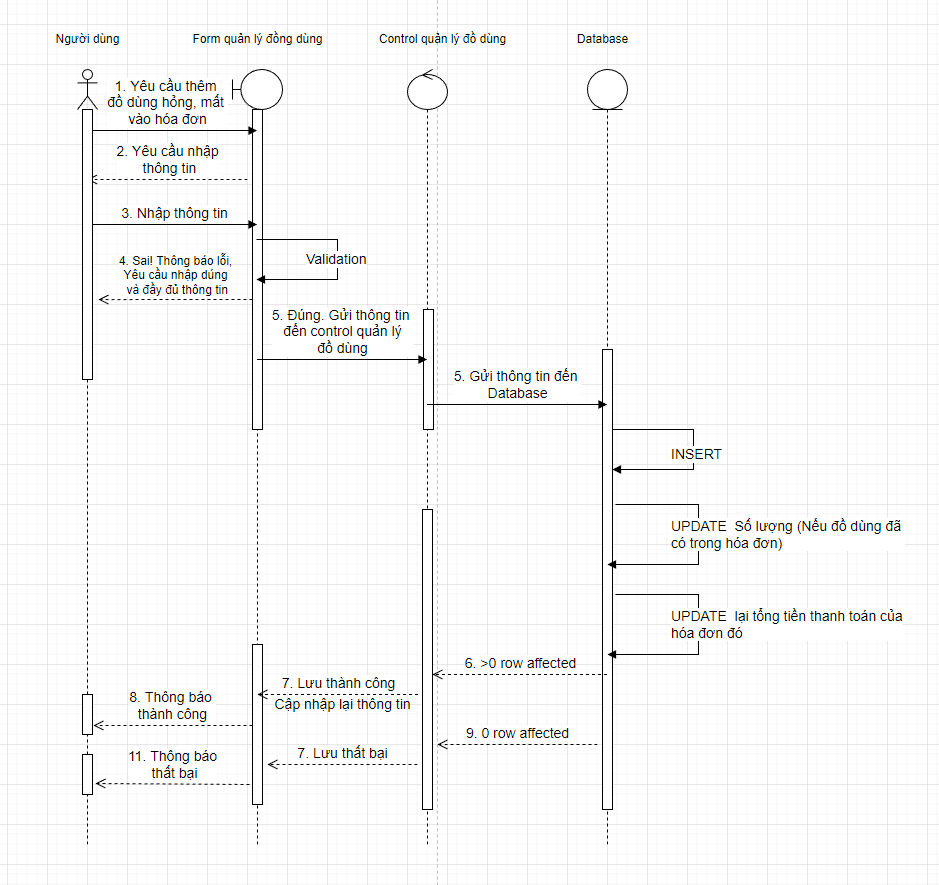 Người dùng
Form quản lý đồng dùng
Control quản lý đồ dùng
Database
1. Yêu cầu thêm
đồ dùng hỏng, mất
vào hóa đơn
2. Yêu cầu nhập
thông tin
3. Nhập thông tin
Validation
4. Sai! Thông báo lỗi,
Yêu cầu nhập dúng
và đầy đủ thông tin
5. Đúng. Gửi thông tin
đến control quản lý
đồ dùng
5. Gửi thông tin đến
Database
INSERT
UPDATE  Số lượng (Nếu đồ dùng đã
có trong hóa đơn)
UPDATE  lại tổng tiền thanh toán của
hóa đơn đó
6. >0 row affected
7. Lưu thành công
Cập nhập lại thông tin
8. Thông báo
thành công
9. 0 row affected
7. Lưu thất bại
11. Thông báo
thất bại